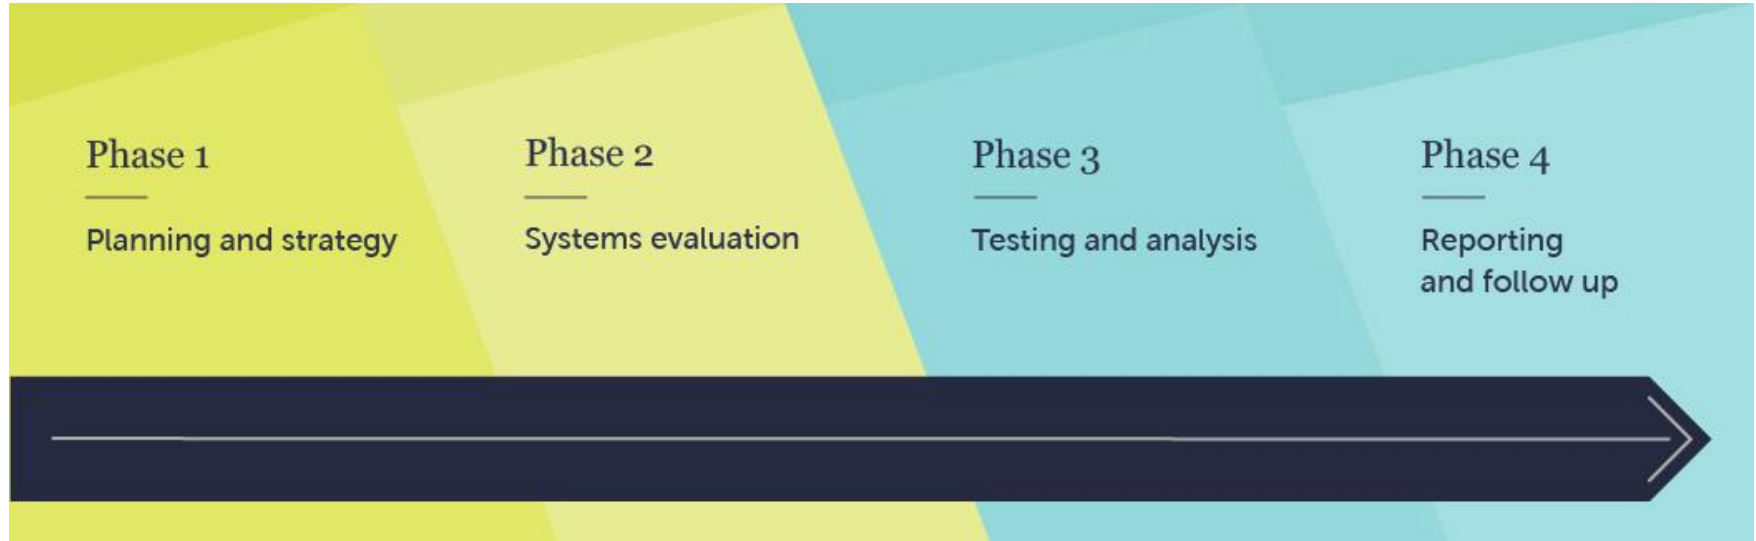 Phase 1
Planning and strategy
Phase 2
Systems evaluation
Phase 3
Testing and analysis
Phase 4
Reporting
and follow up